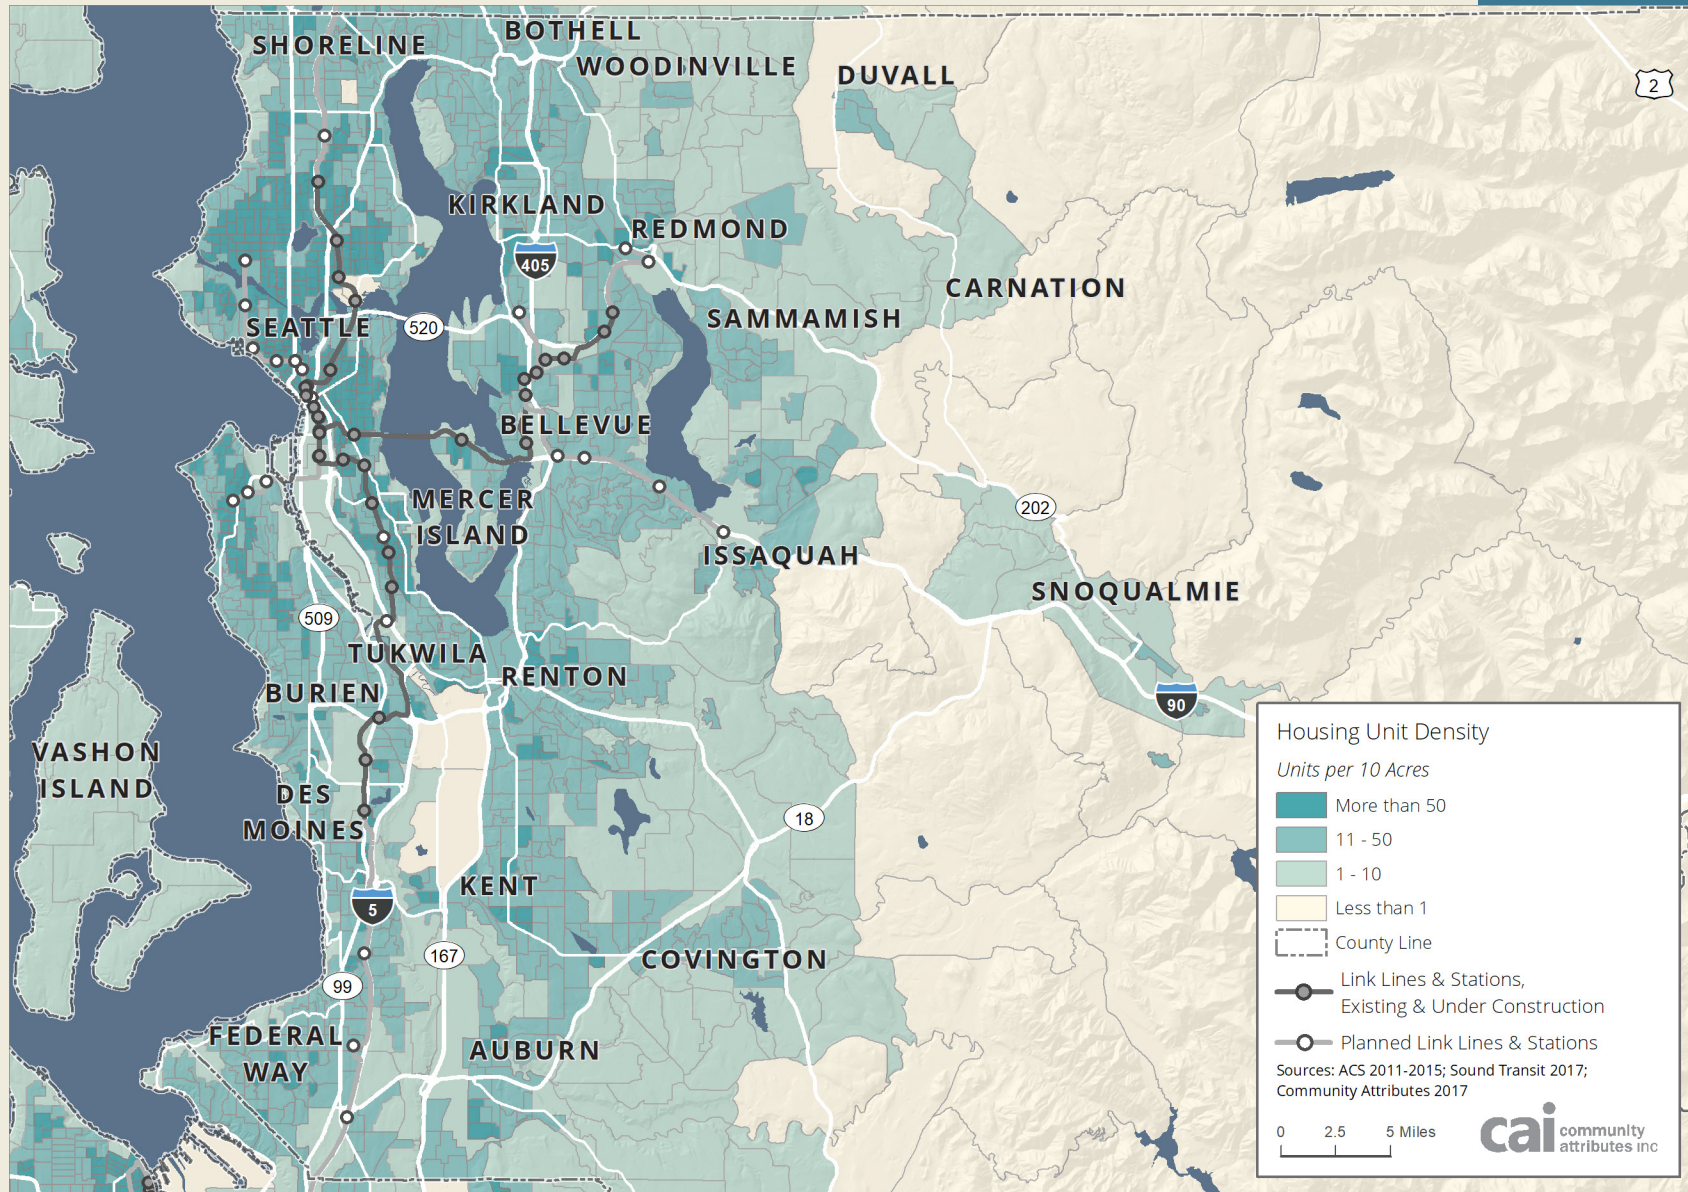 BOTHELL
SHORELINE
WOODINVILLE
DUVALL
2
KIRKLAND
REDMOND
405
CARNATION
SAMMAMISH
SEATTLE
520
BELLEVUE
MERCER
ISLAND
202
ISSAQUAH
SNOQUALMIE
509
TUKWILA
RENTON
BURIEN
90
VASHON
ISLAND
DES
MOINES
18
KENT
5
167
COVINGTON
99
FEDERAL
WAY
AUBURN
Housing Unit Density
Units per 10 Acres
More than 50
11 - 50
1 - 10
Less than 1
County Line
Link Lines & Stations,
Existing & Under Construction
Planned Link Lines & Stations
Sources: ACS 2011-2015; Sound Transit 2017;
Community Attributes 2017
0 2.5 5 Miles
cai community
attributes inc